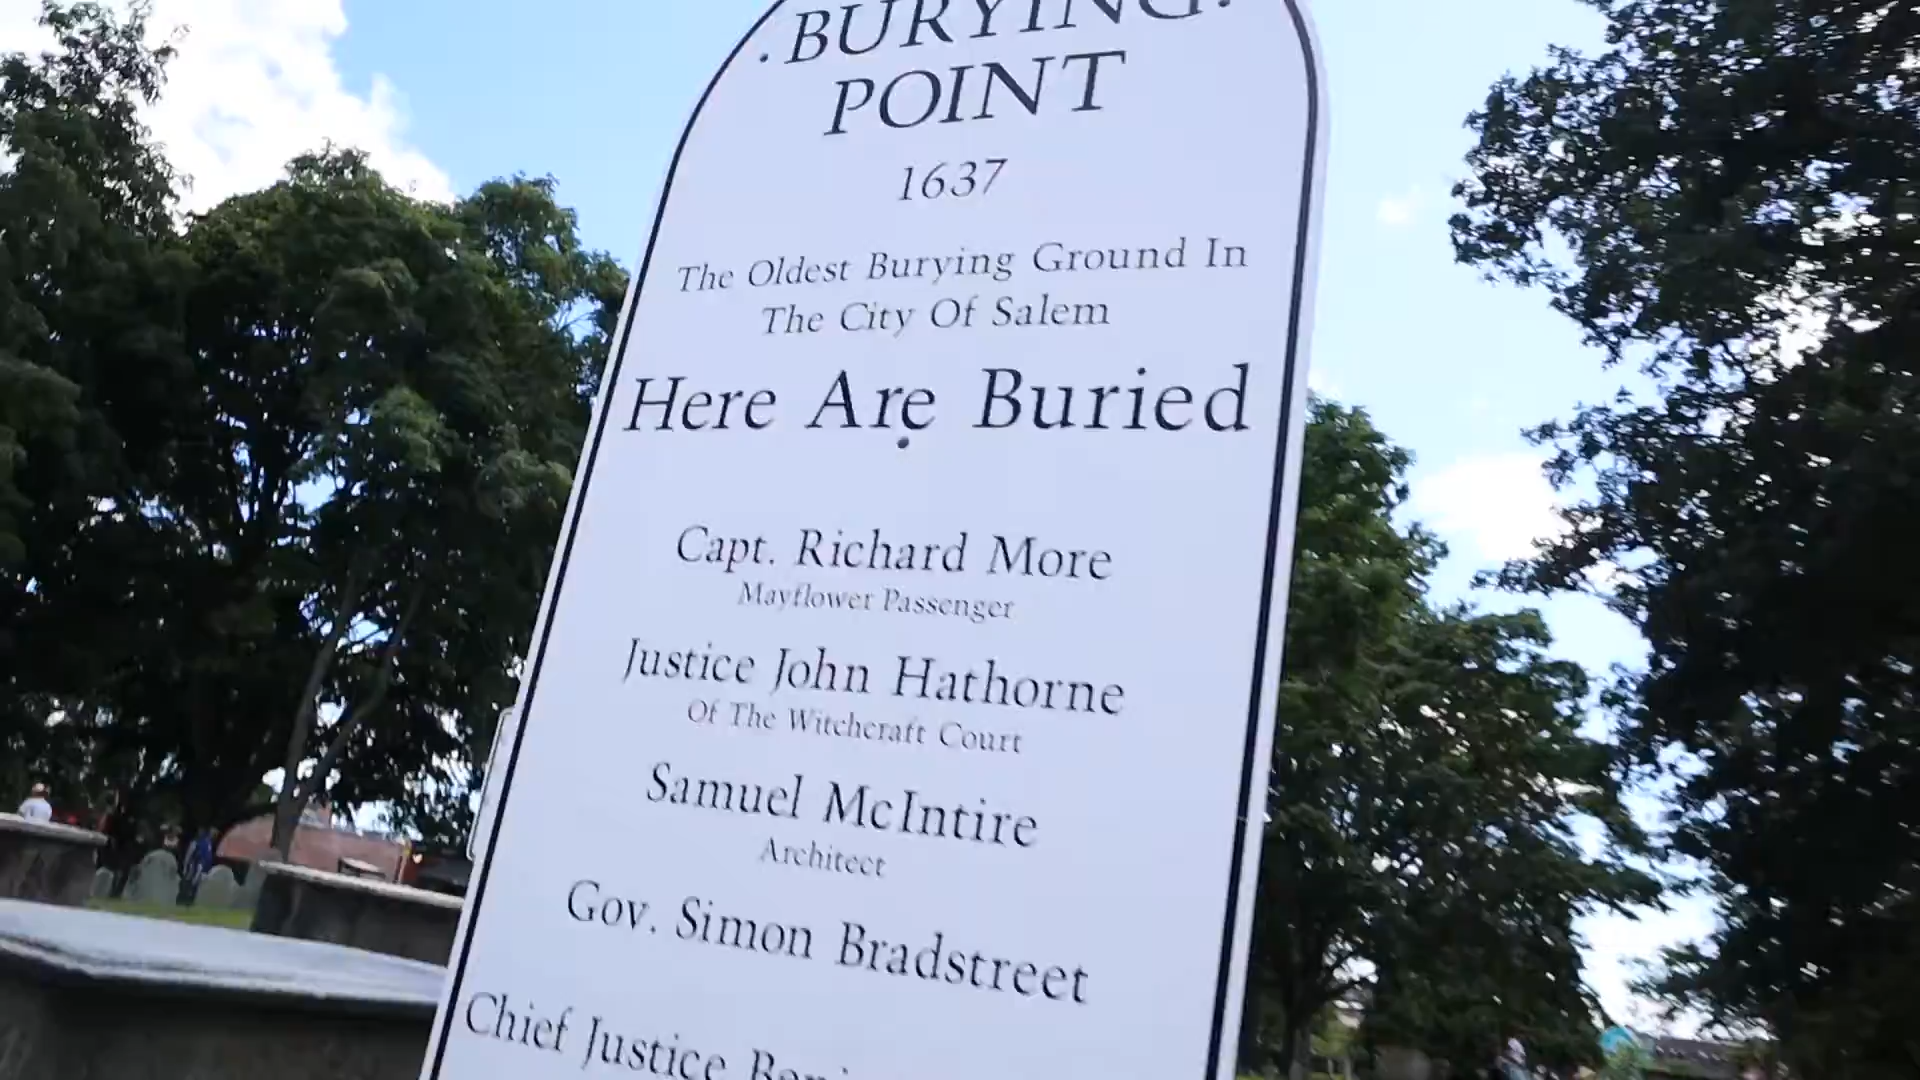 . BURYING .
POINT
1637
The Oldest Burying Ground In
The City Of Salem
Here Are Buried
Capt. Richard More
Mayflower Passenger
Justice John Hathorne
Of The Witchcraft Court
Samuel McIntire
Architect
Gov. Simon Bradstreet
Chief Justice